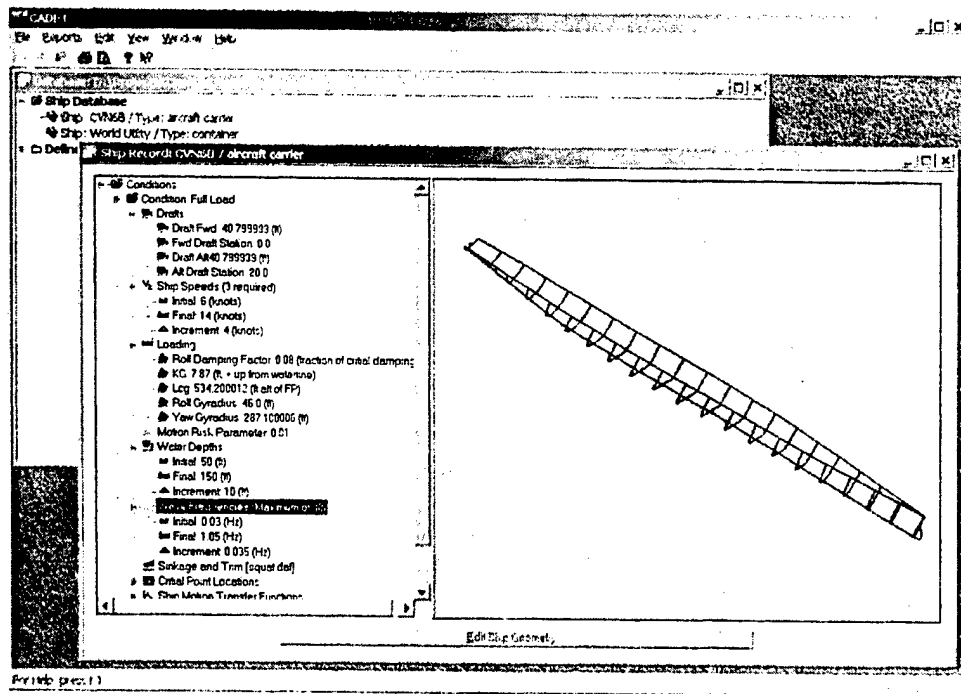 CADET
File Exports Edit View Window Help
Ship Database
Ship: CVN68 / Type: aircraft carrier
Ship: World Utility / Type: container
Ship Record: CVN68 / aircraft carrier
Conditions
Condition Full Load
Drafts
Draft Fwd 40.799939 (ft)
Fwd Draft Station 0.0
Draft Aft 40.799939 (ft)
Aft Draft Station 20.0
Ship Speeds (3 required)
Initial 6 (knots)
Final 14 (knots)
Increment 4 (knots)
Loading
Roll Damping Factor 0.08 (fraction of critical damping
KG 7.87 (ft, + up from waterline)
Lcg 534.200012 (ft aft of FP)
Roll Gyradius 46.0 (ft)
Yaw Gyradius 287.100006 (ft)
Motion Risk Parameter 0.01
Water Depths
Initial 50 (ft)
Final 150 (ft)
Increment 10 (ft)
Initial 0.03 (Hz)
Final 1.05 (Hz)
Increment 0.035 (Hz)
Sinkage and Trim [squat.dat]
Critial Point Locations
Ship Motion Transfer Functions
Edit Ship Geometry
For Help, press F1